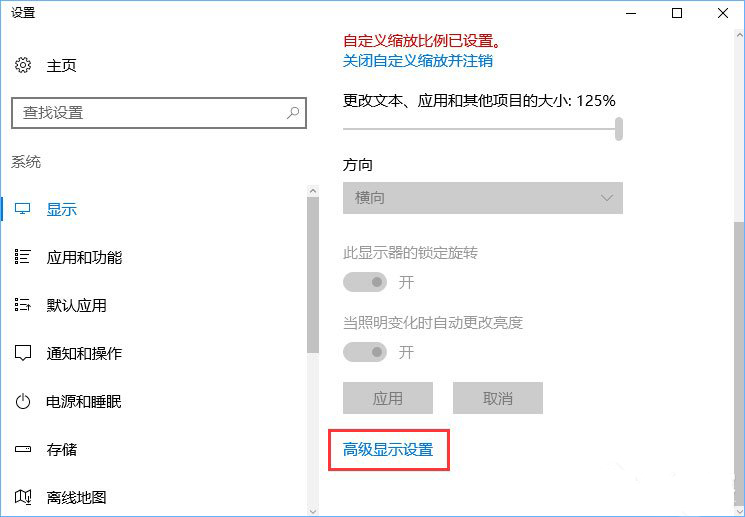 设置
主页
查找设置
系统
显示
应用和功能
默认应用
通知和操作
电源和睡眠
存储
离线地图
自定义缩放比例已设置。
关闭自定义缩放并注销
更改文本、应用和其他项目的大小: 125%
方向
横向
此显示器的锁定旋转
开
当照明变化时自动更改亮度
开
应用
取消
高级显示设置